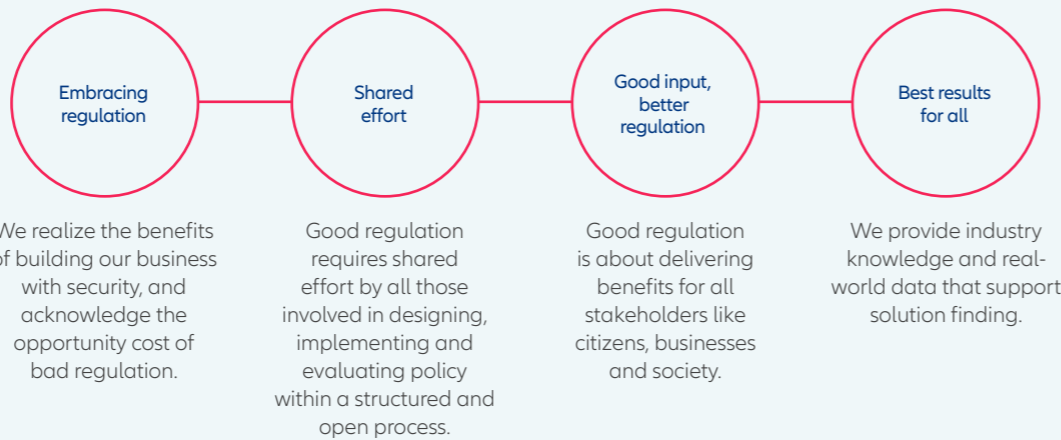 Embracing
regulation
Shared
effort
Good input,
better
regulation
Best results
for all
We realize the benefits
of building our business
with security, and
acknowledge the
opportunity cost of
bad regulation.
Good regulation
requires shared
effort by all those
involved in designing,
implementing and
evaluating policy
within a structured and
open process.
Good regulation
is about delivering
benefits for all
stakeholders like
citizens, businesses
and society.
We provide industry
knowledge and real-
world data that support
solution finding.